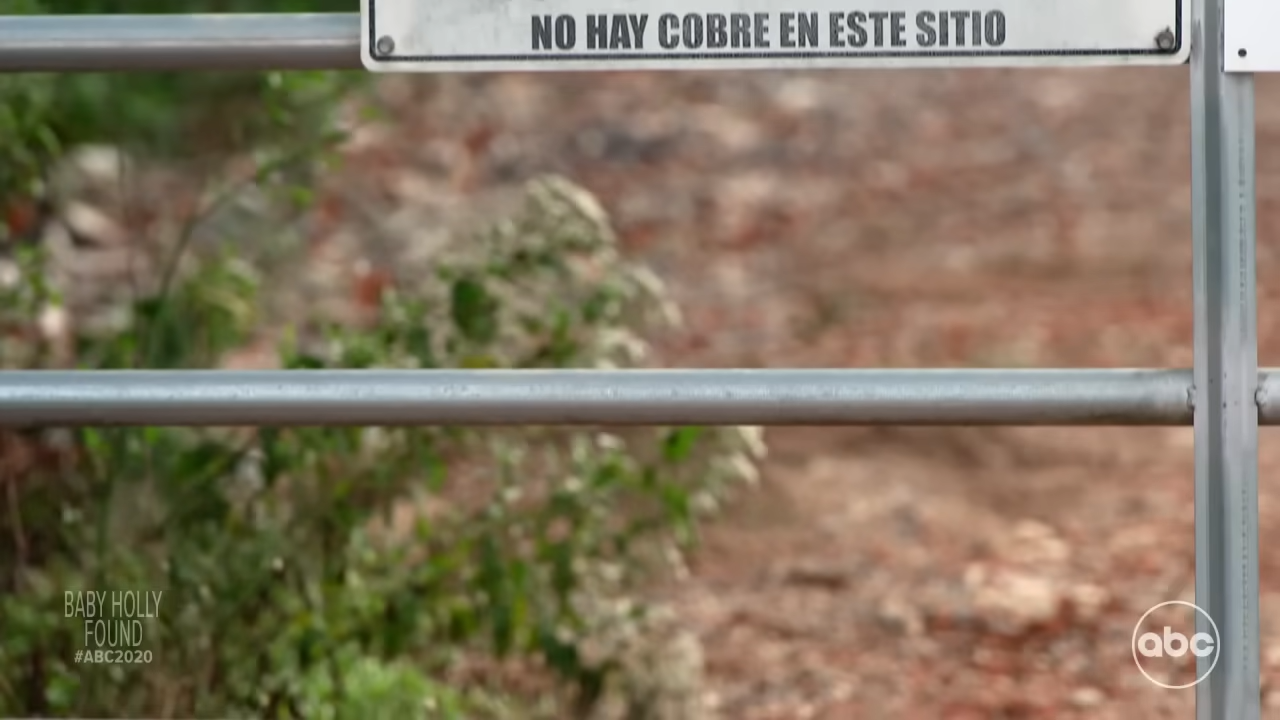 NO HAY COBRE EN ESTE SITIO
BABY HOLLY
FOUND
#ABC2020
abc